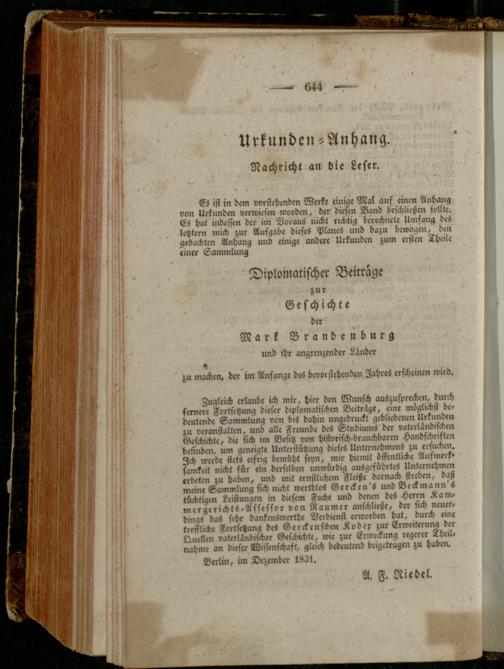 — 644 —
Urkunden-Anhang.
Nachricht an die Leser.
Es ist in dem vorstehenden Werke einige Mal auf einen Anhang
von Urkunden verwiesen worden, der diesen Band beschließen sollte.
Es hat indessen der im Voraus nicht richtig berechnete Umfang des
letztern mich zur Aufgabe dieses Planes und dazu bewogen, den
gedachten Anhang und einige andere Urkunden zum ersten Theile
einer Sammlung
Diplomatischer Beiträge
zur
Geschichte
der
Mark Brandenburg
und ihr angrenzender Länder
zu machen, der im Anfange des bevorstehenden Jahres erscheinen wird.
Zugleich erlaube ich mir, hier den Wunsch auszusprechen, durch
fernere Fortsetzung dieser diplomatischen Beiträge, eine möglichst be-
deutende Sammlung von bis dahin ungedruckt gebliebenen Urkunden
zu veranstalten, und alle Freunde des Studiums der vaterländischen
Geschichte, die sich im Besitz von historisch-brauchbaren Handschriften
befinden, um geneigte Unterstützung dieses Unternehmens zu ersuchen.
Ich werde stets eifrig bemüht seyn, mir hiemit öffentliche Aufmerk-
samkeit nicht für ein derselben unwürdig ausgeführtes Unternehmen
erbeten zu haben, und mit ernstlichem Fleiße darnach streben, daß
meine Sammlung sich nicht werthlos Gercken's und Beckmann's
tüchtigen Leistungen in diesem Fache und denen des Herrn Kam-
mergerichts-Assessor von Raumer anschließe, der sich neuer-
dings das sehr dankenswerthe Verdienst erworben hat, durch eine
treffliche Fortsetzung des Gerckenschen Kodex zur Erweiterung der
Quellen vaterländischer Geschichte, wie zur Erweckung regerer Theil-
nahme an dieser Wissenschaft, gleich bedeutend beigetragen zu haben.
Berlin, im Dezember 1831.
A. F. Riedel.